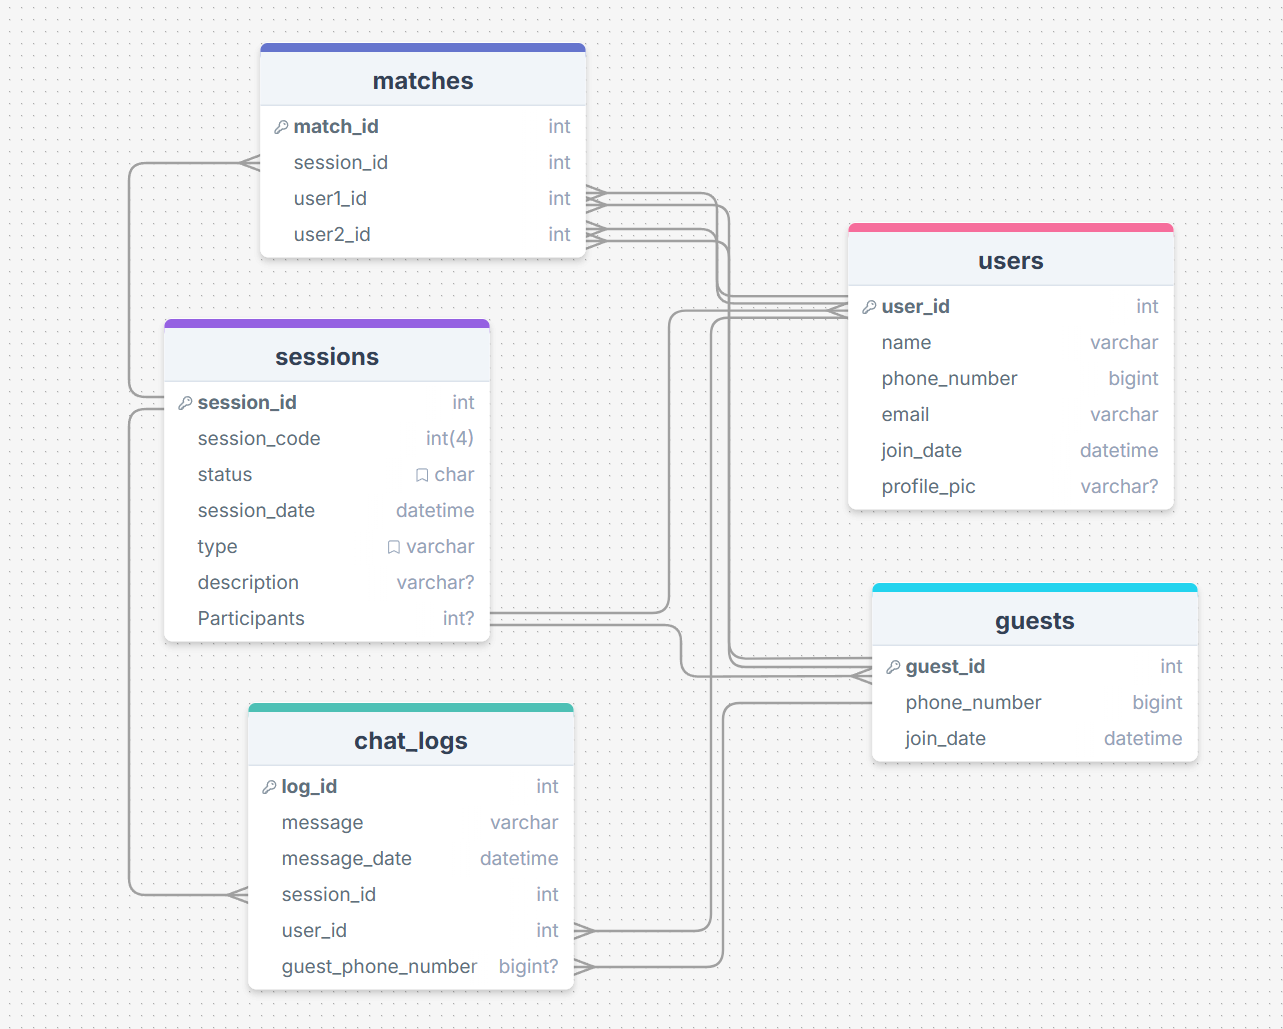 matches
match_id int
session_id int
user1_id int
user2_id int
users
user_id int
name varchar
phone_number bigint
email varchar
join_date datetime
profile_pic varchar?
sessions
session_id int
session_code int(4)
status char
session_date datetime
type varchar
description varchar?
Participants int?
guests
guest_id int
phone_number bigint
join_date datetime
chat_logs
log_id int
message varchar
message_date datetime
session_id int
user_id int
guest_phone_number bigint?